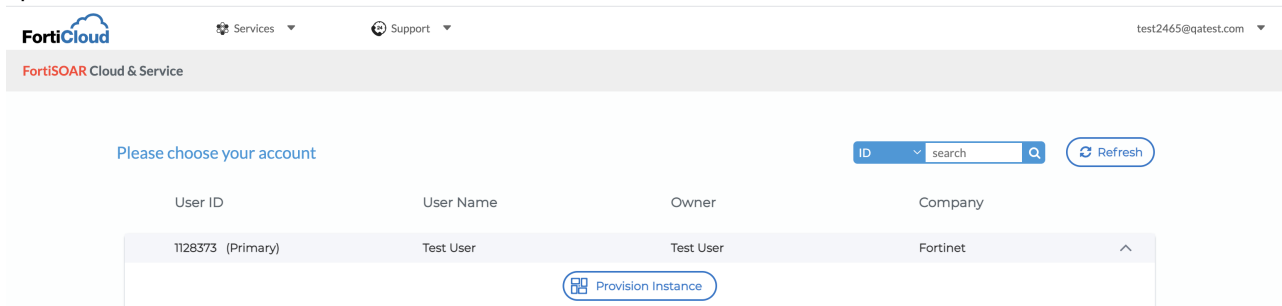 FortiCloud Services Support test2465@qatest.com
FortiSOAR Cloud & Service
Please choose your account ID search Refresh
User ID User Name Owner Company
1128373 (Primary) Test User Test User Fortinet
Provision Instance